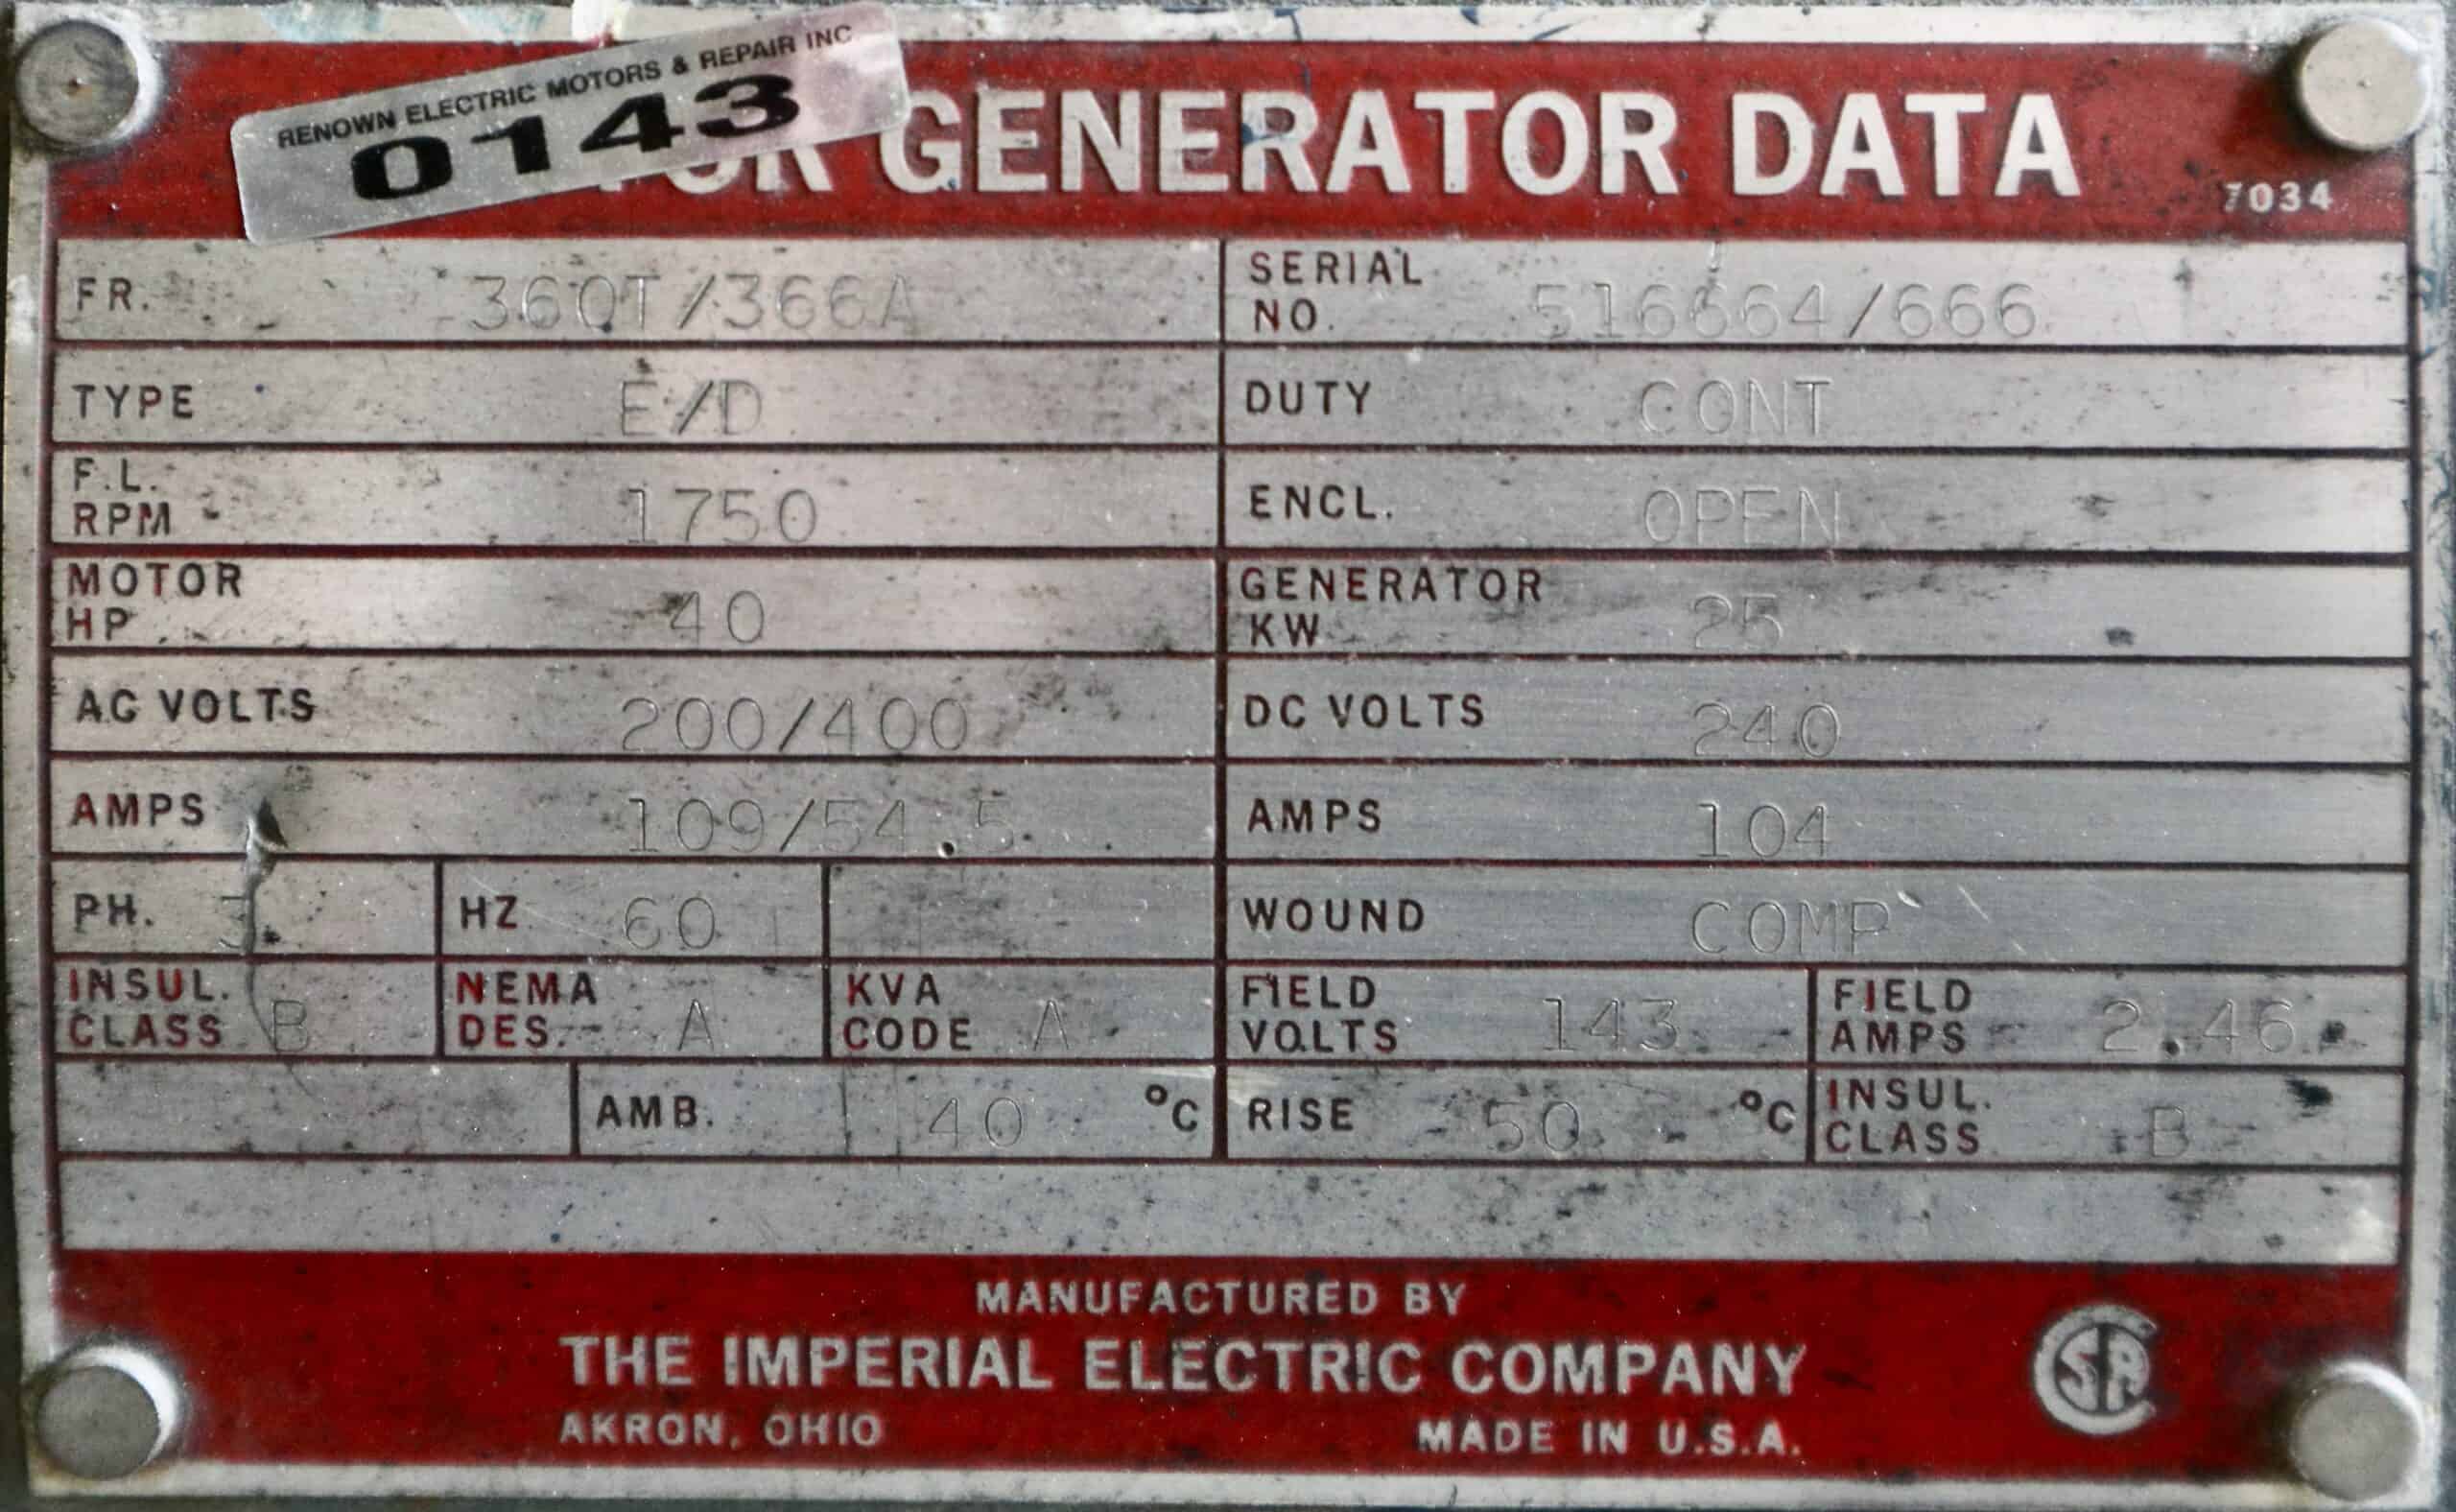 RENOWN ELECTRIC MOTORS & REPAIR INC
0143
GENERATOR DATA
7034
FR. 360T/366A
SERIAL NO. 516664/666
TYPE E/D
DUTY CONT
F.L. RPM 1750
ENCL. OPEN
MOTOR HP 40
GENERATOR KW 25
AC VOLTS 200/400
DC VOLTS 240
AMPS 109/54.5
AMPS 104
PH. 3 HZ 60
WOUND COMP
INSUL. CLASS B NEMA DES. A KVA CODE A
FIELD VOLTS 143 FIELD AMPS 2.46
AMB. 40 °C
RISE 50 °C INSUL. CLASS B
MANUFACTURED BY
THE IMPERIAL ELECTRIC COMPANY
AKRON, OHIO MADE IN U.S.A.
CSA